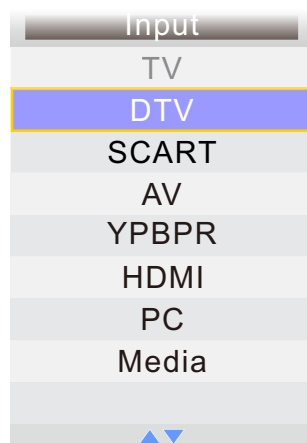 Input
TV
DTV
SCART
AV
YPBPR
HDMI
PC
Media